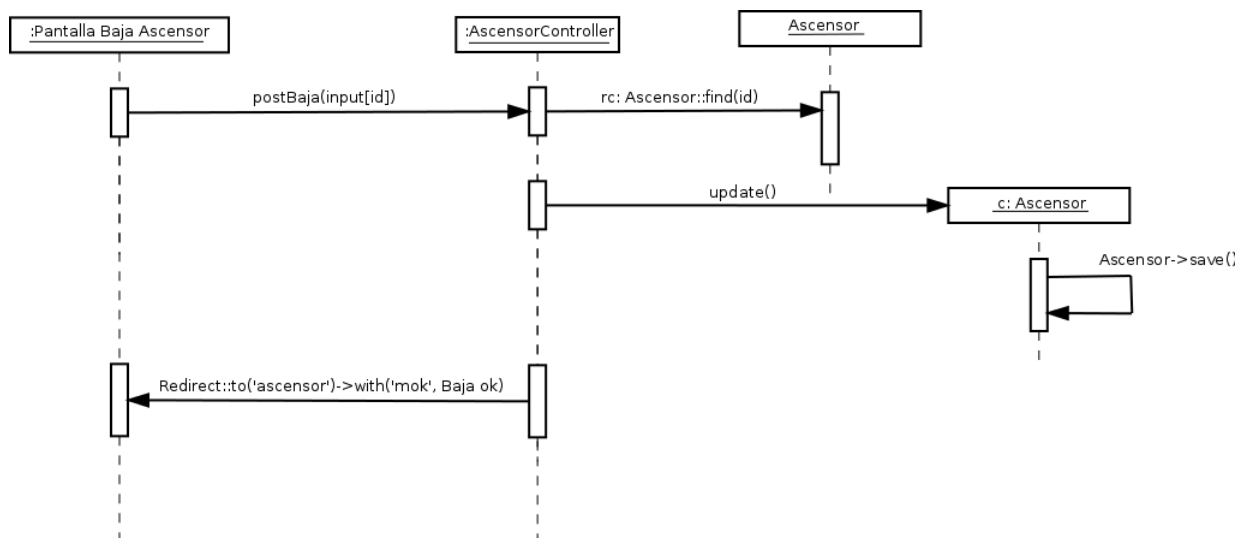 :Pantalla Baja Ascensor
:AscensorController
Ascensor
postBaja(input[id])
rc: Ascensor::find(id)
update()
c: Ascensor
Ascensor->save()
Redirect::to('ascensor')->with('mok', Baja ok)